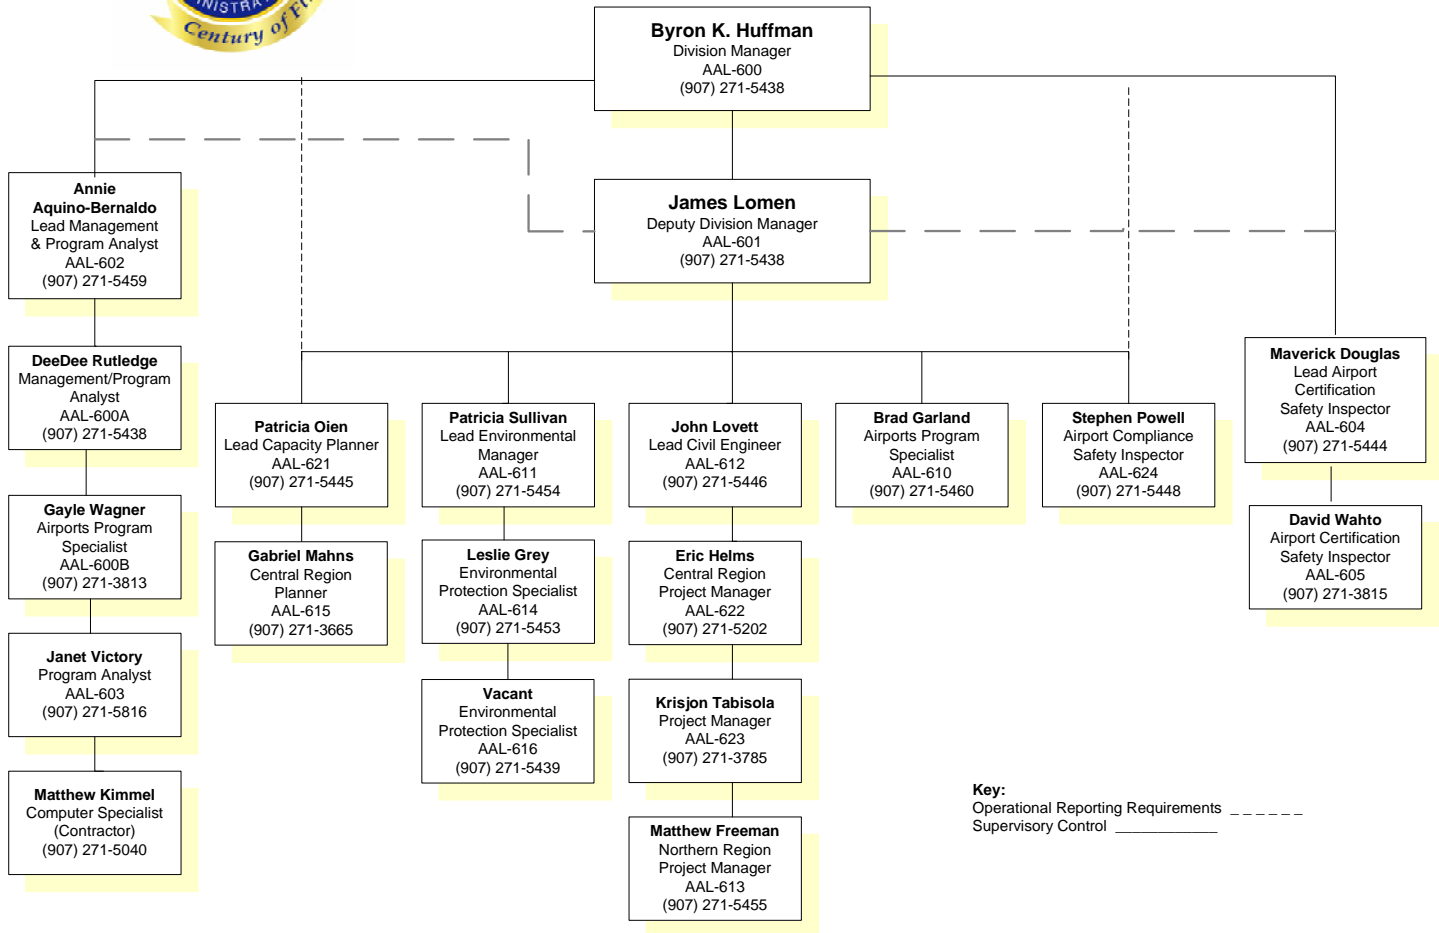 NISTRA
Century of
Byron K. Huffman
Division Manager
AAL-600
(907) 271-5438
James Lomen
Deputy Division Manager
AAL-601
(907) 271-5438
Annie
Aquino-Bernaldo
Lead Management
& Program Analyst
AAL-602
(907) 271-5459
DeeDee Rutledge
Management/Program
Analyst
AAL-600A
(907) 271-5438
Gayle Wagner
Airports Program
Specialist
AAL-600B
(907) 271-3813
Janet Victory
Program Analyst
AAL-603
(907) 271-5816
Matthew Kimmel
Computer Specialist
(Contractor)
(907) 271-5040
Patricia Oien
Lead Capacity Planner
AAL-621
(907) 271-5445
Gabriel Mahns
Central Region
Planner
AAL-615
(907) 271-3665
Patricia Sullivan
Lead Environmental
Manager
AAL-611
(907) 271-5454
Leslie Grey
Environmental
Protection Specialist
AAL-614
(907) 271-5453
Vacant
Environmental
Protection Specialist
AAL-616
(907) 271-5439
John Lovett
Lead Civil Engineer
AAL-612
(907) 271-5446
Eric Helms
Central Region
Project Manager
AAL-622
(907) 271-5202
Krisjon Tabisola
Project Manager
AAL-623
(907) 271-3785
Matthew Freeman
Northern Region
Project Manager
AAL-613
(907) 271-5455
Brad Garland
Airports Program
Specialist
AAL-610
(907) 271-5460
Stephen Powell
Airport Compliance
Safety Inspector
AAL-624
(907) 271-5448
Maverick Douglas
Lead Airport
Certification
Safety Inspector
AAL-604
(907) 271-5444
David Wahto
Airport Certification
Safety Inspector
AAL-605
(907) 271-3815
Key:
Operational Reporting Requirements _ _ _ _ _ _
Supervisory Control ____________